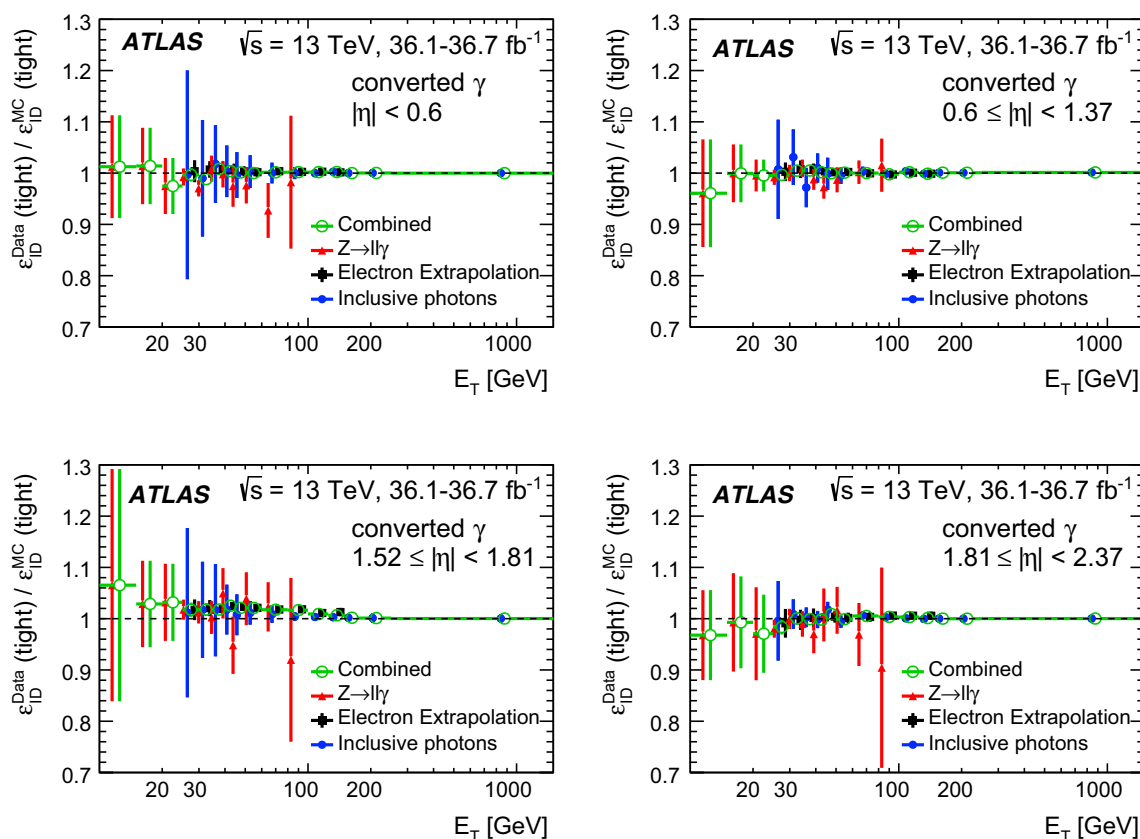 ε_ID^Data (tight) / ε_ID^MC (tight)
1.3
1.2
1.1
1.0
0.9
0.8
0.7
ATLAS √s = 13 TeV, 36.1-36.7 fb⁻¹
converted γ
|η| < 0.6
Combined
Z→llγ
Electron Extrapolation
Inclusive photons
20 30 100 200 1000
E_T [GeV]
ε_ID^Data (tight) / ε_ID^MC (tight)
1.3
1.2
1.1
1.0
0.9
0.8
0.7
ATLAS √s = 13 TeV, 36.1-36.7 fb⁻¹
converted γ
0.6 ≤ |η| < 1.37
Combined
Z→llγ
Electron Extrapolation
Inclusive photons
20 30 100 200 1000
E_T [GeV]
ε_ID^Data (tight) / ε_ID^MC (tight)
1.3
1.2
1.1
1.0
0.9
0.8
0.7
ATLAS √s = 13 TeV, 36.1-36.7 fb⁻¹
converted γ
1.52 ≤ |η| < 1.81
Combined
Z→llγ
Electron Extrapolation
Inclusive photons
20 30 100 200 1000
E_T [GeV]
ε_ID^Data (tight) / ε_ID^MC (tight)
1.3
1.2
1.1
1.0
0.9
0.8
0.7
ATLAS √s = 13 TeV, 36.1-36.7 fb⁻¹
converted γ
1.81 ≤ |η| < 2.37
Combined
Z→llγ
Electron Extrapolation
Inclusive photons
20 30 100 200 1000
E_T [GeV]